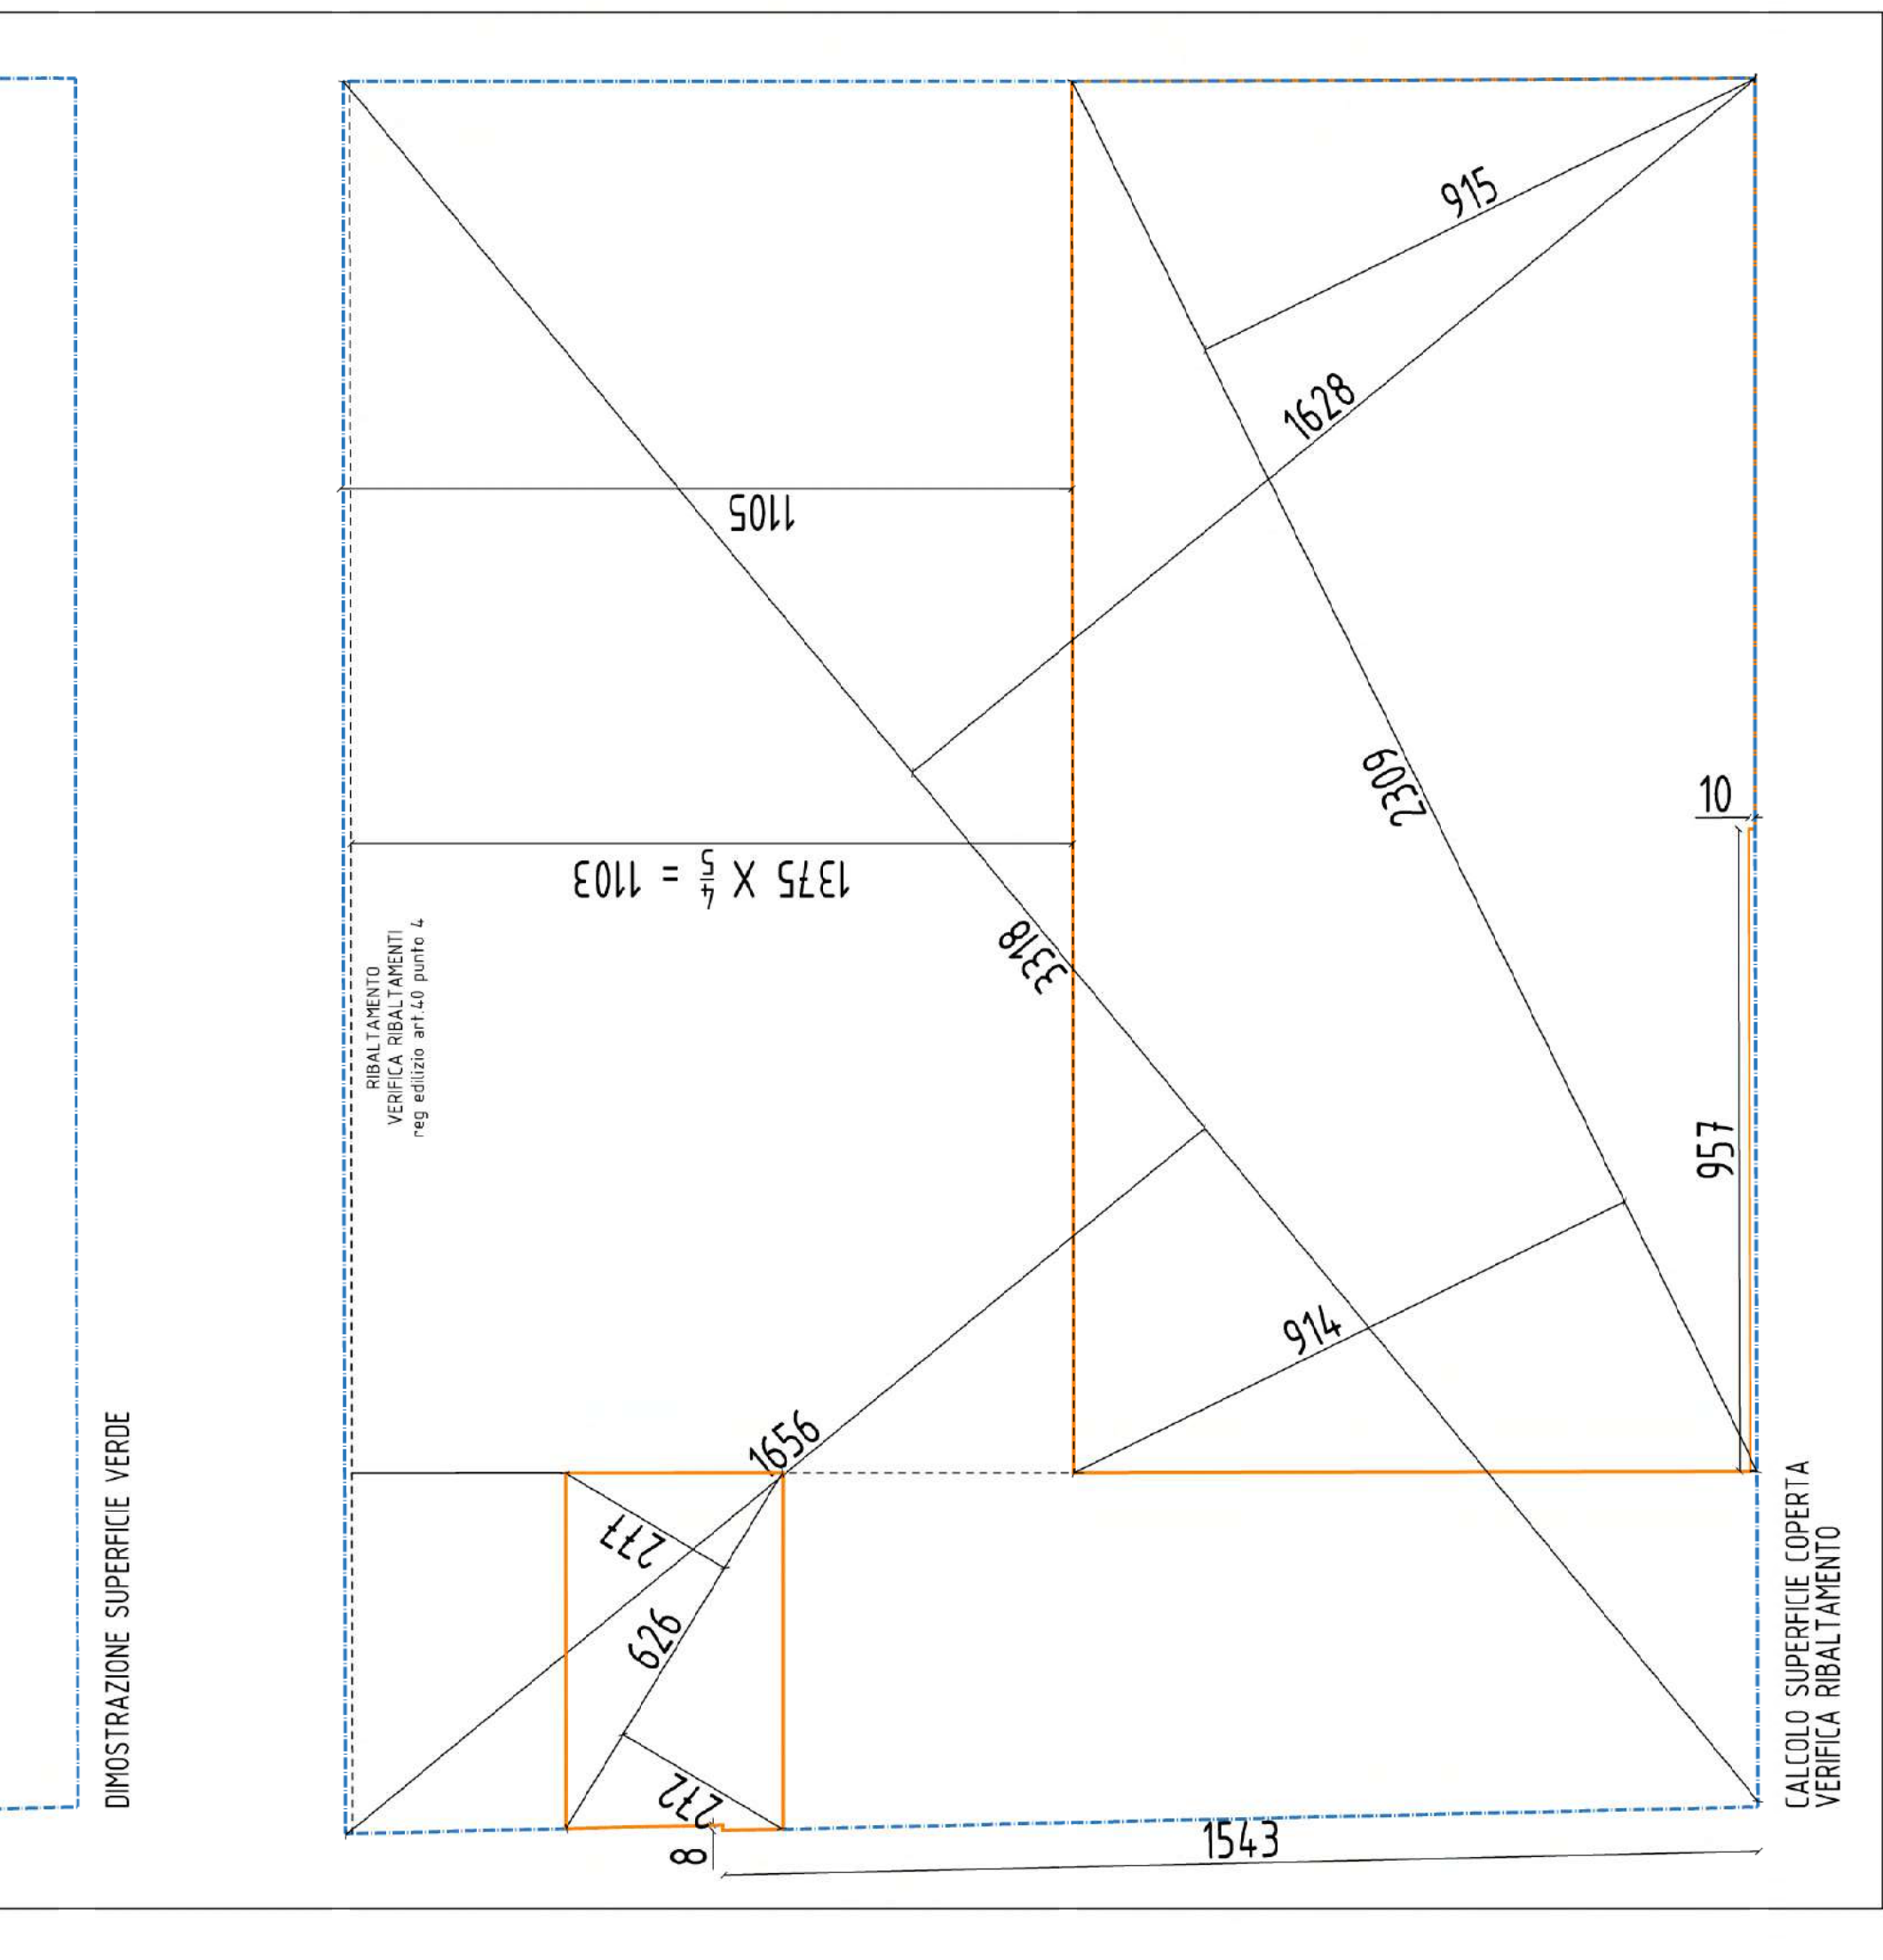 915
1628
1105
2309
10
1375 X 4/5 = 1103
3318
RIBALTAMENTO
VERIFICA RIBALTAMENTI
reg edilizio art.40 punto 4
957
914
1656
277
626
272
8
1543
DIMOSTRAZIONE SUPERFICIE VERDE
CALCOLO SUPERFICIE COPERTA
VERIFICA RIBALTAMENTO